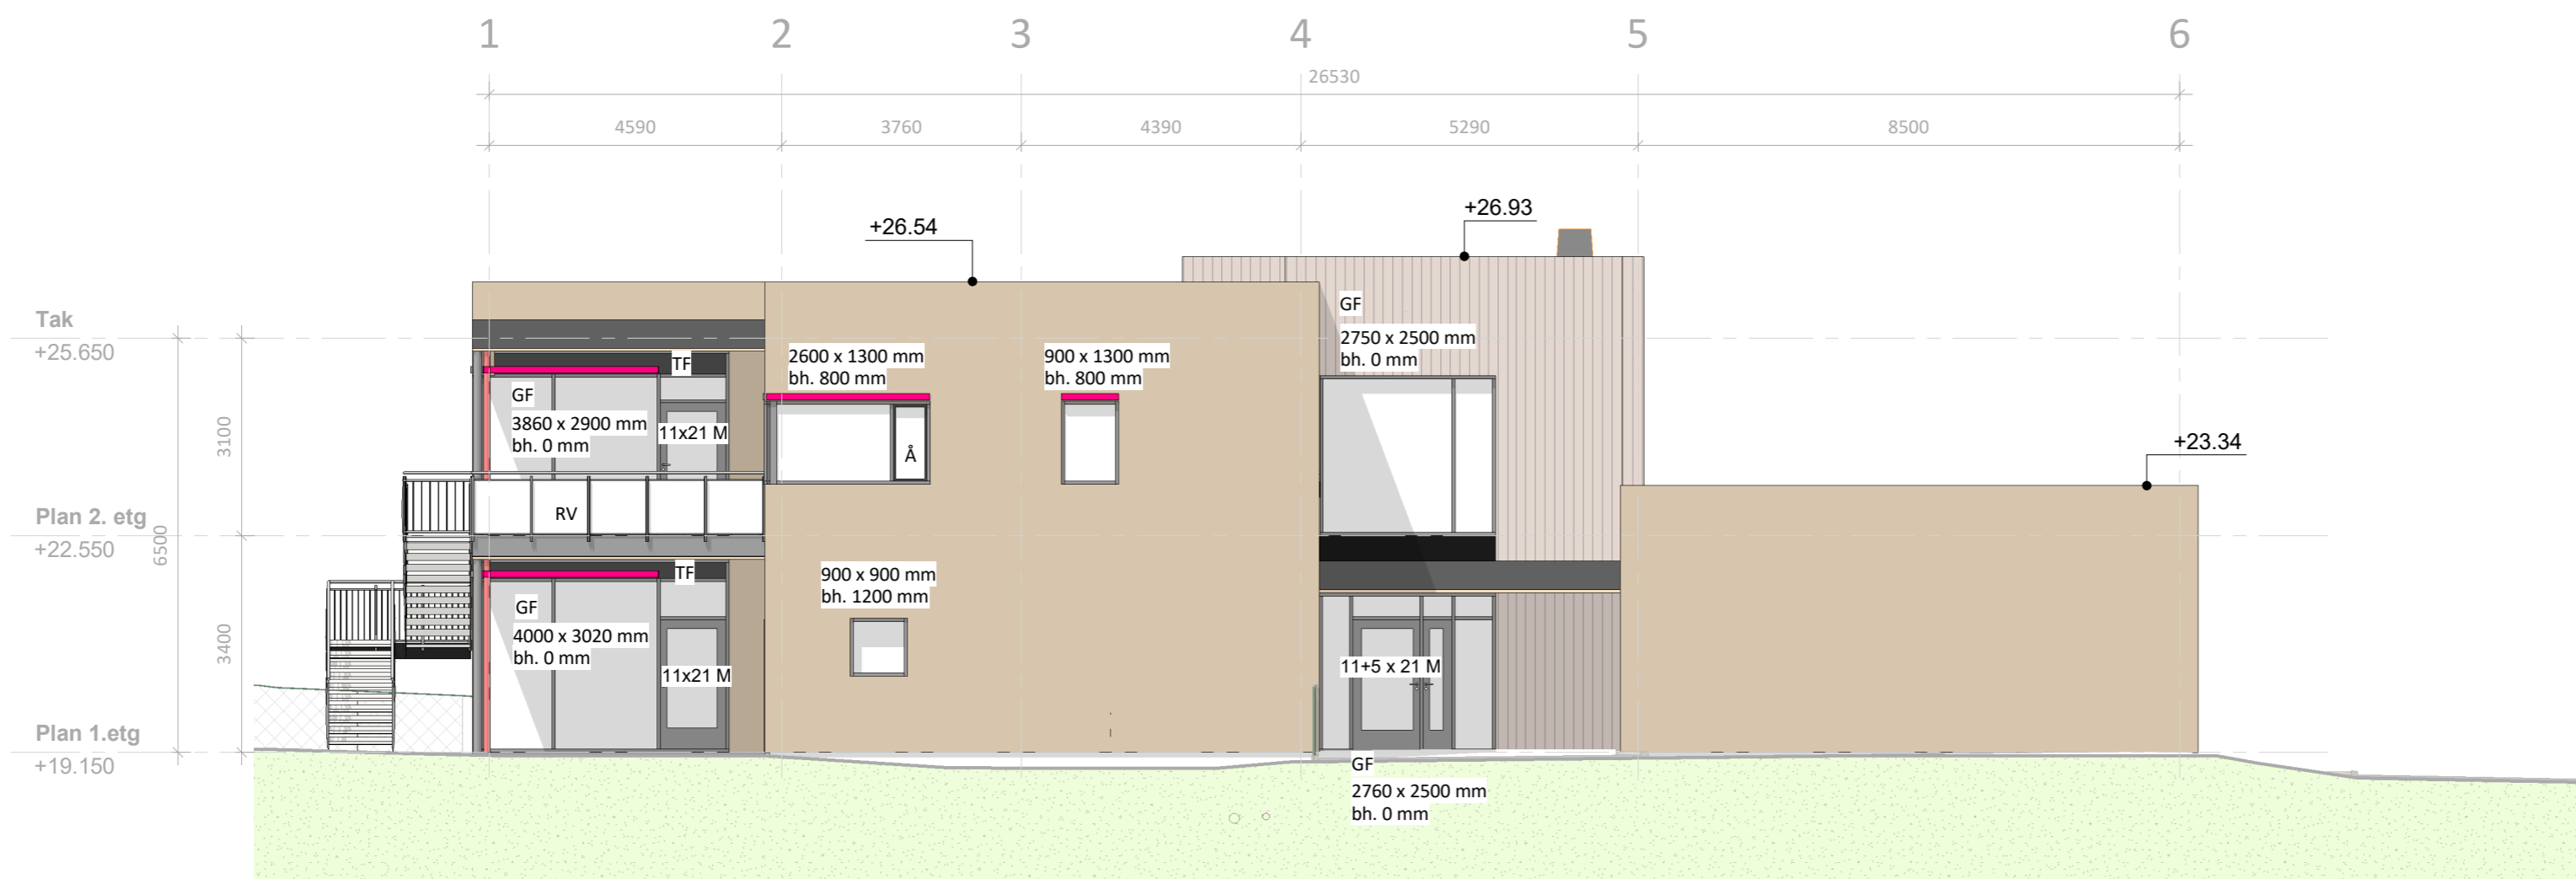 1 2 3 4 5 6
26530
4590 3760 4390 5290 8500
+26.93
+26.54
GF
Tak
+25.650
2750 x 2500 mm
bh. 0 mm
2600 x 1300 mm
bh. 800 mm
900 x 1300 mm
bh. 800 mm
TF
GF
3860 x 2900 mm
bh. 0 mm
11x21 M
3100
Å
+23.34
Plan 2. etg
+22.550
RV
6500
TF
900 x 900 mm
bh. 1200 mm
GF
4000 x 3020 mm
bh. 0 mm
3400
11x21 M
11+5 x 21 M
Plan 1.etg
+19.150
GF
2760 x 2500 mm
bh. 0 mm